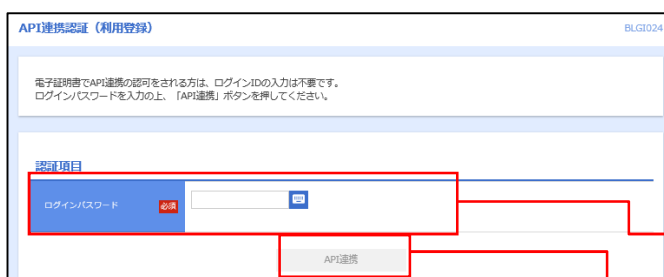 API連携認証（利用登録）
BLGI024
電子証明書でAPI連携の認可をされる方は、ログインIDの入力は不要です。
ログインパスワードを入力の上、「API連携」ボタンを押してください。
認証項目
ログインパスワード 必須
API連携